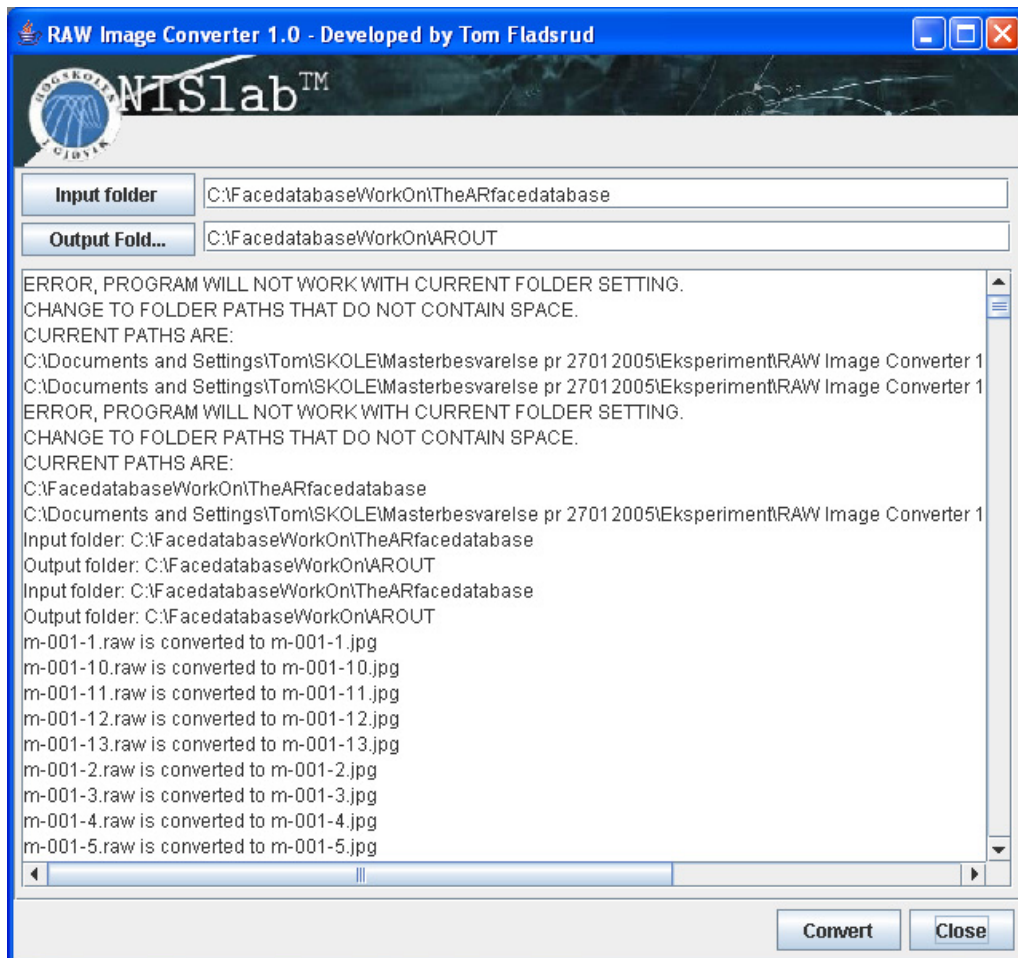 RAW Image Converter 1.0 - Developed by Tom Fladsrud
HØGSKOLEN
I GJØVIK
NISlab™
Input folder
C:\FacedatabaseWorkOn\TheARfacedatabase
Output Fold...
C:\FacedatabaseWorkOn\AROUT
ERROR, PROGRAM WILL NOT WORK WITH CURRENT FOLDER SETTING.
CHANGE TO FOLDER PATHS THAT DO NOT CONTAIN SPACE.
CURRENT PATHS ARE:
C:\Documents and Settings\Tom\SKOLE\Masterbesvarelse pr 27012005\Eksperiment\RAW Image Converter 1
C:\Documents and Settings\Tom\SKOLE\Masterbesvarelse pr 27012005\Eksperiment\RAW Image Converter 1
ERROR, PROGRAM WILL NOT WORK WITH CURRENT FOLDER SETTING.
CHANGE TO FOLDER PATHS THAT DO NOT CONTAIN SPACE.
CURRENT PATHS ARE:
C:\FacedatabaseWorkOn\TheARfacedatabase
C:\Documents and Settings\Tom\SKOLE\Masterbesvarelse pr 27012005\Eksperiment\RAW Image Converter 1
Input folder: C:\FacedatabaseWorkOn\TheARfacedatabase
Output folder: C:\FacedatabaseWorkOn\AROUT
Input folder: C:\FacedatabaseWorkOn\TheARfacedatabase
Output folder: C:\FacedatabaseWorkOn\AROUT
m-001-1.raw is converted to m-001-1.jpg
m-001-10.raw is converted to m-001-10.jpg
m-001-11.raw is converted to m-001-11.jpg
m-001-12.raw is converted to m-001-12.jpg
m-001-13.raw is converted to m-001-13.jpg
m-001-2.raw is converted to m-001-2.jpg
m-001-3.raw is converted to m-001-3.jpg
m-001-4.raw is converted to m-001-4.jpg
m-001-5.raw is converted to m-001-5.jpg
Convert
Close